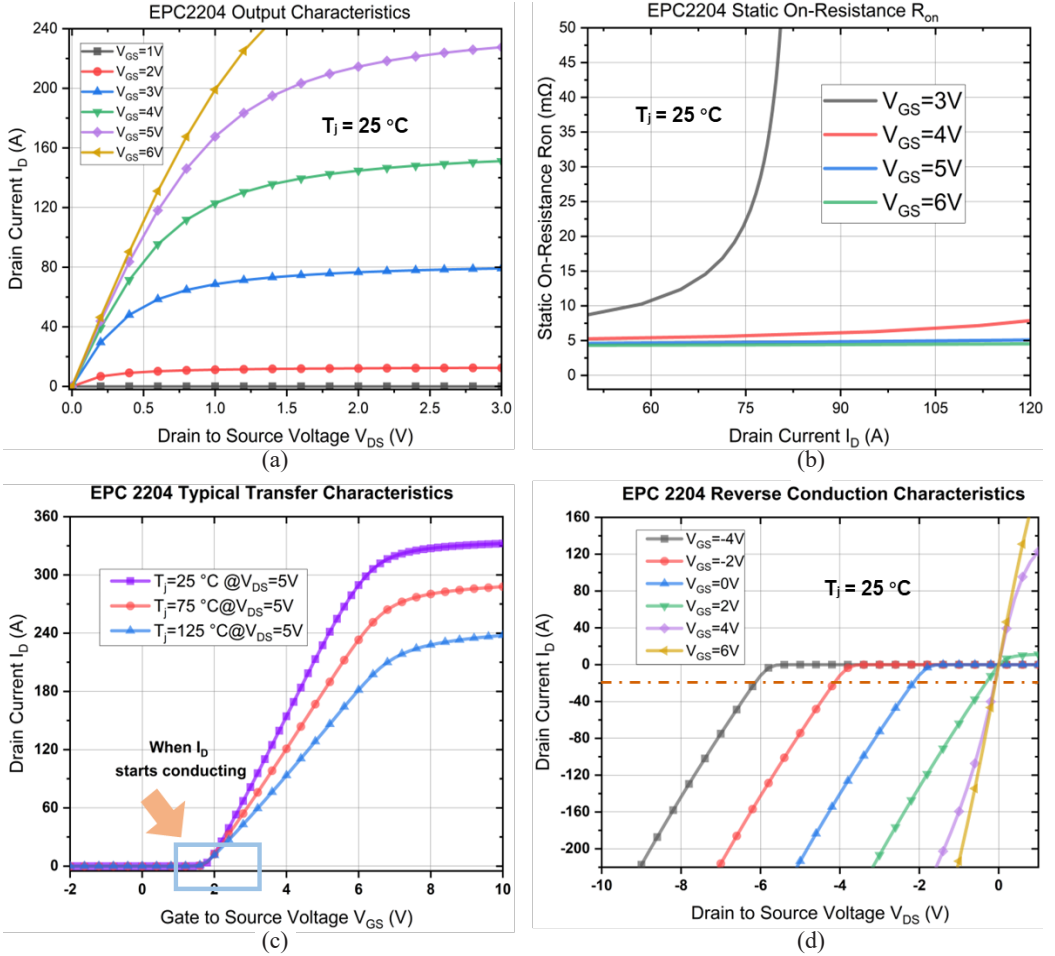 EPC2204 Output Characteristics
240
200
160
120
80
40
0
Drain Current I_D (A)
V_GS=1V
V_GS=2V
V_GS=3V
V_GS=4V
V_GS=5V
V_GS=6V
T_j = 25 °C
0.0 0.5 1.0 1.5 2.0 2.5 3.0
Drain to Source Voltage V_DS (V)
(a)
EPC2204 Static On-Resistance R_on
50
45
40
35
30
25
20
15
10
5
0
Static On-Resistance Ron (mΩ)
T_j = 25 °C
V_GS=3V
V_GS=4V
V_GS=5V
V_GS=6V
60 75 90 105 120
Drain Current I_D (A)
(b)
EPC 2204 Typical Transfer Characteristics
360
300
240
180
120
60
0
Drain Current I_D (A)
T_j=25 °C @V_DS=5V
T_j=75 °C@V_DS=5V
T_j=125 °C@V_DS=5V
When I_D
starts conducting
-2 0 2 4 6 8 10
Gate to Source Voltage V_GS (V)
(c)
EPC 2204 Reverse Conduction Characteristics
160
120
80
40
0
-40
-80
-120
-160
-200
Drain Current I_D (A)
V_GS=-4V
V_GS=-2V
V_GS=0V
V_GS=2V
V_GS=4V
V_GS=6V
T_j = 25 °C
-10 -8 -6 -4 -2 0
Drain to Source Voltage V_DS (V)
(d)